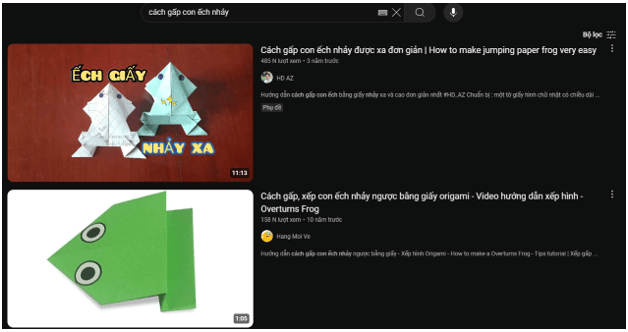 cách gấp con ếch nhảy
Bộ lọc
ẾCH GIẤY
NHẢY XA
11:13
Cách gấp con ếch nhảy được xa đơn giản | How to make jumping paper frog very easy
485 N lượt xem • 3 năm trước
HD AZ
Hướng dẫn cách gấp con ếch bằng giấy nhảy xa và cao đơn giản nhất #HD_AZ Chuẩn bị ; một tờ giấy hình chữ nhật có chiều dài ...
Phụ đề
1:05
Cách gấp, xếp con ếch nhảy ngược bằng giấy origami - Video hướng dẫn xếp hình -
Overturns Frog
158 N lượt xem • 10 năm trước
Hang Moi Ve
Hướng dẫn cách gấp con ếch nhảy ngược bằng giấy - Xếp hình Origami - How to make a Overturns Frog - Tips tutorial | Xếp gấp ...